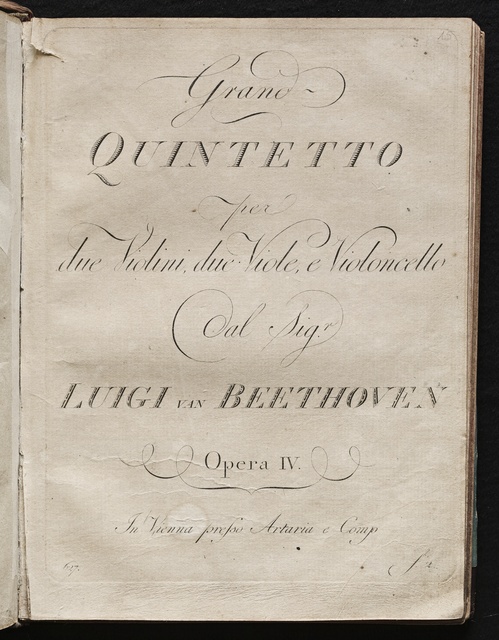 Grand
QUINTETTO
per
due Violini, due Viole, e Violoncello
dal Sigr.
LUIGI VAN BEETHOVEN
Opera IV.
In Vienna presso Artaria e Comp
627.